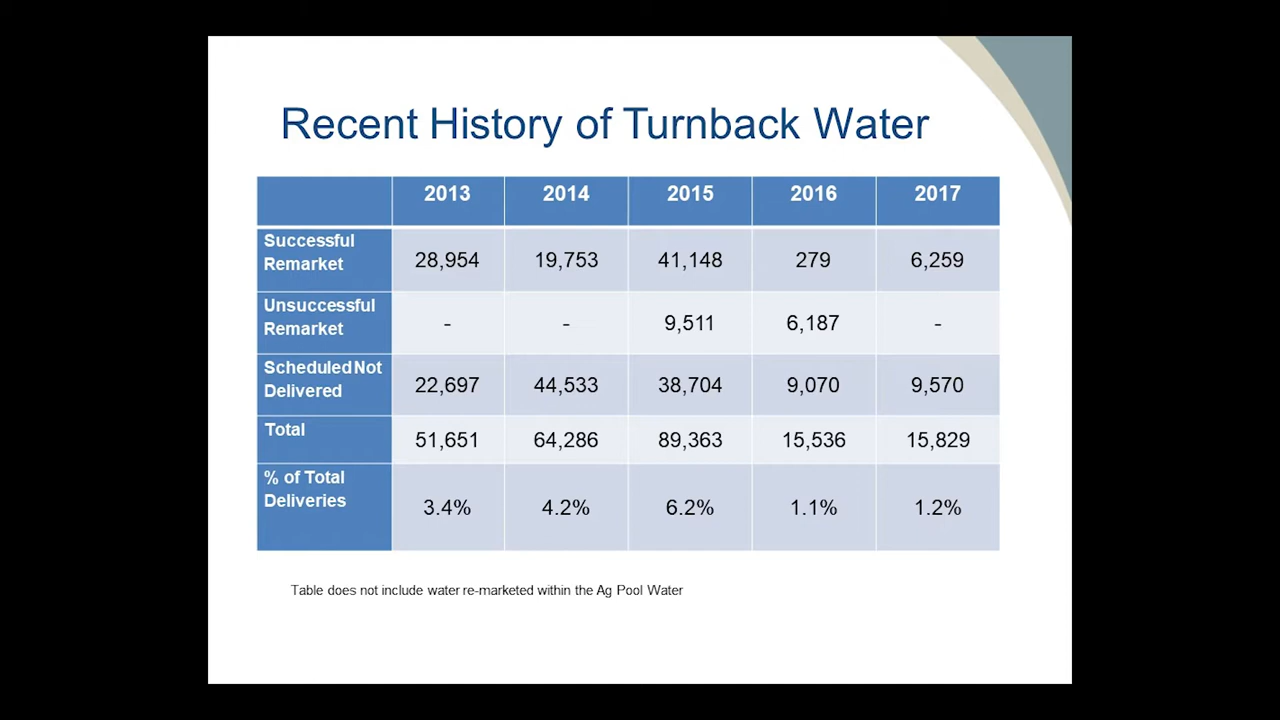 Recent History of Turnback Water
2013 2014 2015 2016 2017
Successful
Remarket
28,954 19,753 41,148 279 6,259
Unsuccessful
Remarket
- - 9,511 6,187 -
Scheduled Not
Delivered
22,697 44,533 38,704 9,070 9,570
Total
51,651 64,286 89,363 15,536 15,829
% of Total
Deliveries
3.4% 4.2% 6.2% 1.1% 1.2%
Table does not include water re-marketed within the Ag Pool Water